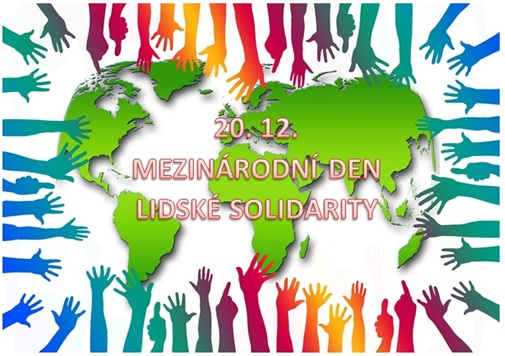 20. 12.
MEZINÁRODNÍ DEN
LIDSKÉ SOLIDARITY